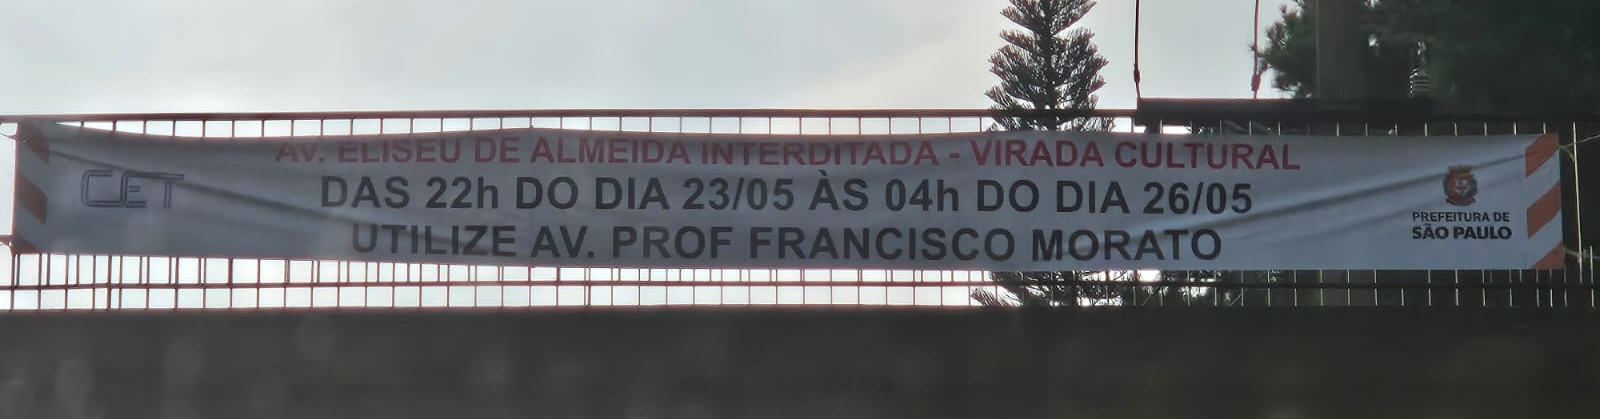 AV. ELISEU DE ALMEIDA INTERDITADA - VIRADA CULTURAL
CET
DAS 22h DO DIA 23/05 ÀS 04h DO DIA 26/05
UTILIZE AV. PROF FRANCISCO MORATO
PREFEITURA DE
SÃO PAULO